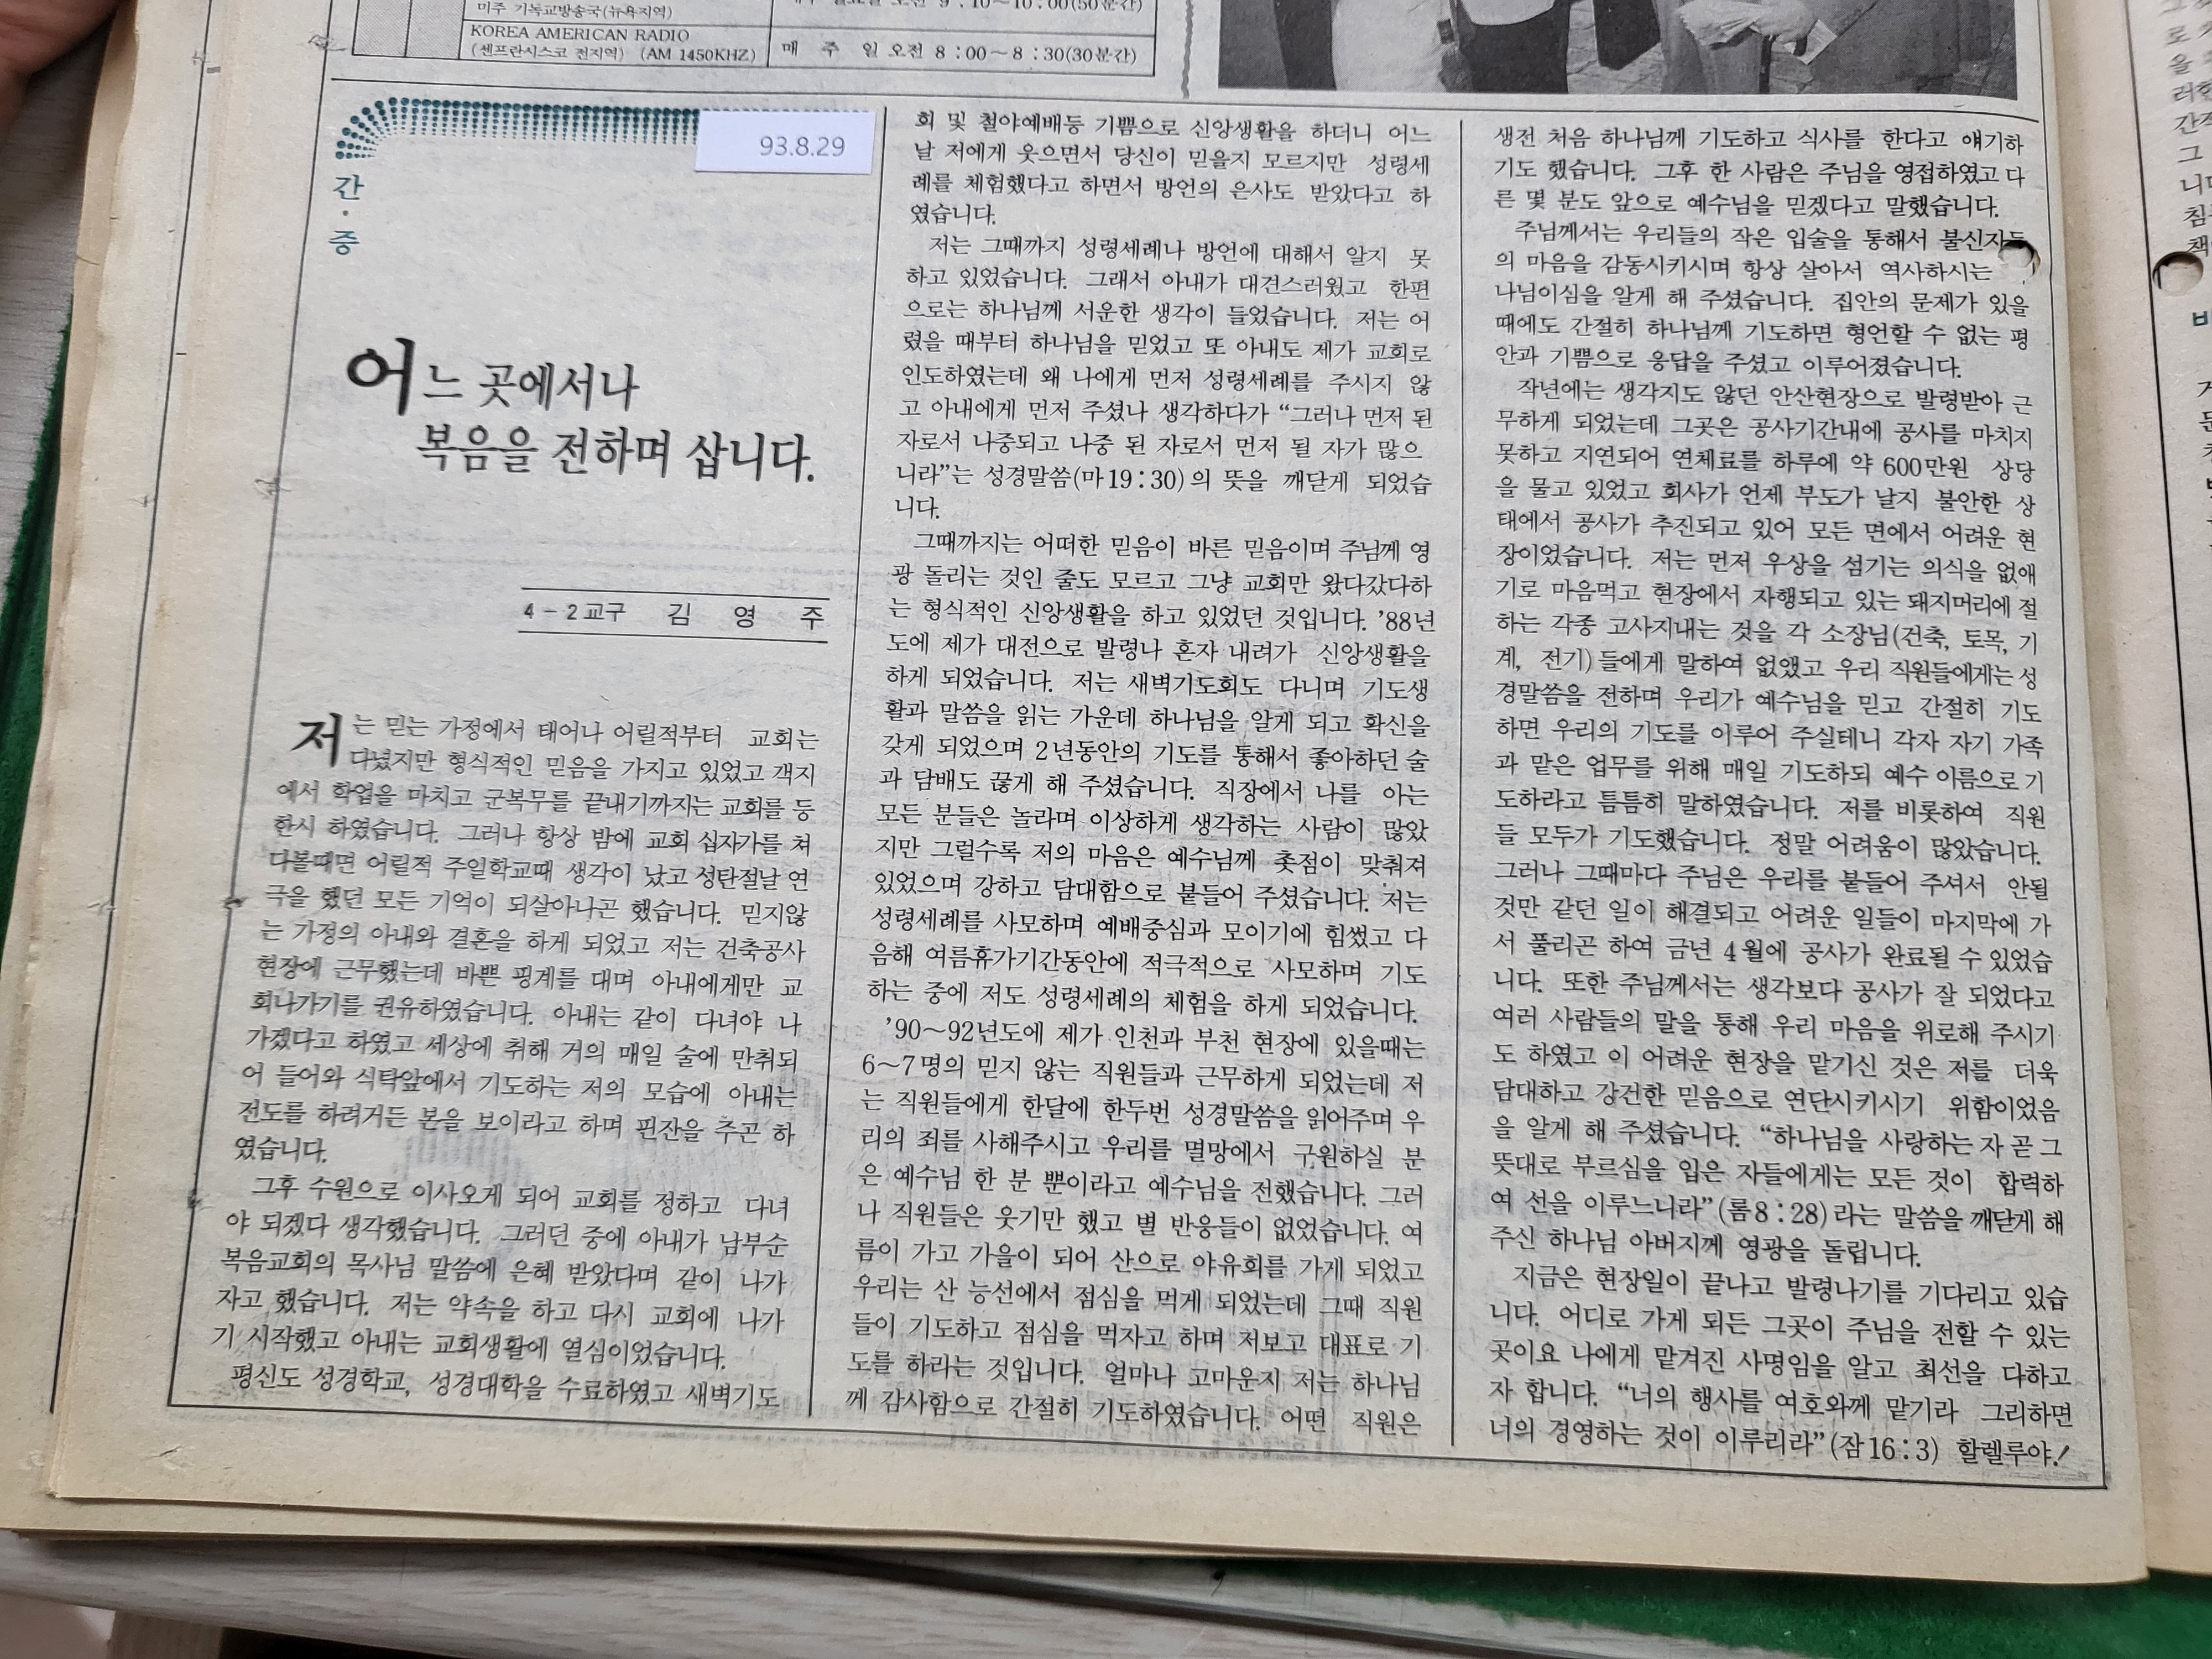 미주 기독교방송국(뉴욕지역)
KOREA AMERICAN RADIO
(센프란시스코 전지역) (AM 1450KHZ)
매 주 일 오전 8:00~8:30(30분간)
93.8.29
간·증
어느 곳에서나
복음을 전하며 삽니다.
4-2교구 김 영 주
저는 믿는 가정에서 태어나 어릴적부터 교회는
다녔지만 형식적인 믿음을 가지고 있었고 객지
에서 학업을 마치고 군복무를 끝내기까지는 교회를 등
한시 하였습니다. 그러나 항상 밤에 교회 십자가를 쳐
다볼때면 어릴적 주일학교때 생각이 났고 성탄절날 연
극을 했던 모든 기억이 되살아나곤 했습니다. 믿지않
는 가정의 아내와 결혼을 하게 되었고 저는 건축공사
현장에 근무했는데 바쁜 핑계를 대며 아내에게만 교
회나가기를 권유하였습니다. 아내는 같이 다녀야 나
가겠다고 하였고 세상에 취해 거의 매일 술에 만취되
어 들어와 식탁앞에서 기도하는 저의 모습에 아내는
전도를 하려거든 본을 보이라고 하며 핀잔을 주곤 하
였습니다.
그후 수원으로 이사오게 되어 교회를 정하고 다녀
야 되겠다 생각했습니다. 그러던 중에 아내가 남부순
복음교회의 목사님 말씀에 은혜 받았다며 같이 나가
자고 했습니다. 저는 약속을 하고 다시 교회에 나가
기 시작했고 아내는 교회생활에 열심이었습니다.
평신도 성경학교, 성경대학을 수료하였고 새벽기도
회 및 철야예배등 기쁨으로 신앙생활을 하더니 어느
날 저에게 웃으면서 당신이 믿을지 모르지만 성령세
례를 체험했다고 하면서 방언의 은사도 받았다고 하
였습니다.
저는 그때까지 성령세례나 방언에 대해서 알지 못
하고 있었습니다. 그래서 아내가 대견스러웠고 한편
으로는 하나님께 서운한 생각이 들었습니다. 저는 어
렸을 때부터 하나님을 믿었고 또 아내도 제가 교회로
인도하였는데 왜 나에게 먼저 성령세례를 주시지 않
고 아내에게 먼저 주셨나 생각하다가 “그러나 먼저 된
자로서 나중되고 나중 된 자로서 먼저 될 자가 많으
니라”는 성경말씀(마19:30)의 뜻을 깨닫게 되었습
니다.
그때까지는 어떠한 믿음이 바른 믿음이며 주님께 영
광 돌리는 것인 줄도 모르고 그냥 교회만 왔다갔다하
는 형식적인 신앙생활을 하고 있었던 것입니다. ’88년
도에 제가 대전으로 발령나 혼자 내려가 신앙생활을
하게 되었습니다. 저는 새벽기도회도 다니며 기도생
활과 말씀을 읽는 가운데 하나님을 알게 되고 확신을
갖게 되었으며 2년동안의 기도를 통해서 좋아하던 술
과 담배도 끊게 해 주셨습니다. 직장에서 나를 아는
모든 분들은 놀라며 이상하게 생각하는 사람이 많았
지만 그럴수록 저의 마음은 예수님께 촛점이 맞춰져
있었으며 강하고 담대함으로 붙들어 주셨습니다. 저는
성령세례를 사모하며 예배중심과 모이기에 힘썼고 다
음해 여름휴가기간동안에 적극적으로 사모하며 기도
하는 중에 저도 성령세례의 체험을 하게 되었습니다.
’90~92년도에 제가 인천과 부천 현장에 있을때는
6~7명의 믿지 않는 직원들과 근무하게 되었는데 저
는 직원들에게 한달에 한두번 성경말씀을 읽어주며 우
리의 죄를 사해주시고 우리를 멸망에서 구원하실 분
은 예수님 한 분 뿐이라고 예수님을 전했습니다. 그러
나 직원들은 웃기만 했고 별 반응들이 없었습니다. 여
름이 가고 가을이 되어 산으로 야유회를 가게 되었고
우리는 산 능선에서 점심을 먹게 되었는데 그때 직원
들이 기도하고 점심을 먹자고 하며 저보고 대표로 기
도를 하라는 것입니다. 얼마나 고마운지 저는 하나님
께 감사함으로 간절히 기도하였습니다. 어떤 직원은
생전 처음 하나님께 기도하고 식사를 한다고 얘기하
기도 했습니다. 그후 한 사람은 주님을 영접하였고 다
른 몇 분도 앞으로 예수님을 믿겠다고 말했습니다.
주님께서는 우리들의 작은 입술을 통해서 불신자들
의 마음을 감동시키시며 항상 살아서 역사하시는
나님이심을 알게 해 주셨습니다. 집안의 문제가 있을
때에도 간절히 하나님께 기도하면 형언할 수 없는 평
안과 기쁨으로 응답을 주셨고 이루어졌습니다.
작년에는 생각지도 않던 안산현장으로 발령받아 근
무하게 되었는데 그곳은 공사기간내에 공사를 마치지
못하고 지연되어 연체료를 하루에 약 600만원 상당
을 물고 있었고 회사가 언제 부도가 날지 불안한 상
태에서 공사가 추진되고 있어 모든 면에서 어려운 현
장이었습니다. 저는 먼저 우상을 섬기는 의식을 없애
기로 마음먹고 현장에서 자행되고 있는 돼지머리에 절
하는 각종 고사지내는 것을 각 소장님(건축, 토목, 기
계, 전기)들에게 말하여 없앴고 우리 직원들에게는 성
경말씀을 전하며 우리가 예수님을 믿고 간절히 기도
하면 우리의 기도를 이루어 주실테니 각자 자기 가족
과 맡은 업무를 위해 매일 기도하되 예수 이름으로 기
도하라고 틈틈히 말하였습니다. 저를 비롯하여 직원
들 모두가 기도했습니다. 정말 어려움이 많았습니다.
그러나 그때마다 주님은 우리를 붙들어 주셔서 안될
것만 같던 일이 해결되고 어려운 일들이 마지막에 가
서 풀리곤 하여 금년 4월에 공사가 완료될 수 있었습
니다. 또한 주님께서는 생각보다 공사가 잘 되었다고
여러 사람들의 말을 통해 우리 마음을 위로해 주시기
도 하였고 이 어려운 현장을 맡기신 것은 저를 더욱
담대하고 강건한 믿음으로 연단시키시기 위함이었음
을 알게 해 주셨습니다. “하나님을 사랑하는 자 곧 그
뜻대로 부르심을 입은 자들에게는 모든 것이 합력하
여 선을 이루느니라”(롬8:28)라는 말씀을 깨닫게 해
주신 하나님 아버지께 영광을 돌립니다.
지금은 현장일이 끝나고 발령나기를 기다리고 있습
니다. 어디로 가게 되든 그곳이 주님을 전할 수 있는
곳이요 나에게 맡겨진 사명임을 알고 최선을 다하고
자 합니다. “너의 행사를 여호와께 맡기라 그리하면
너의 경영하는 것이 이루리라”(잠16:3) 할렐루야!